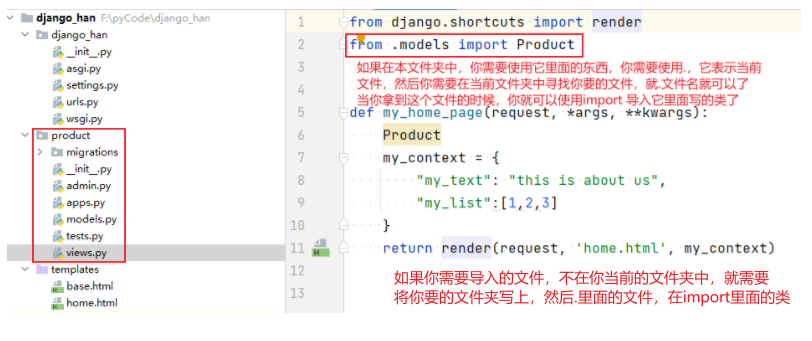 django_han F:\pyCode\django_han
django_han
__init__.py
asgi.py
settings.py
urls.py
wsgi.py
product
migrations
__init__.py
admin.py
apps.py
models.py
tests.py
views.py
templates
base.html
home.html
1 from django.shortcuts import render
2 from .models import Product
3
4
如果在本文件夹中，你需要使用它里面的东西，你需要使用.，它表示当前
文件，然后你需要在当前文件夹中寻找你要的文件，就.文件名就可以了
当你拿到这个文件的时候，你就可以使用import 导入它里面写的类了
5 def my_home_page(request, *args, **kwargs):
6 Product
7 my_context = {
8 "my_text": "this is about us",
9 "my_list":[1,2,3]
10 }
11 return render(request, 'home.html', my_context)
12
13
如果你需要导入的文件，不在你当前的文件夹中，就需要
将你要的文件夹写上，然后.里面的文件，在import里面的类